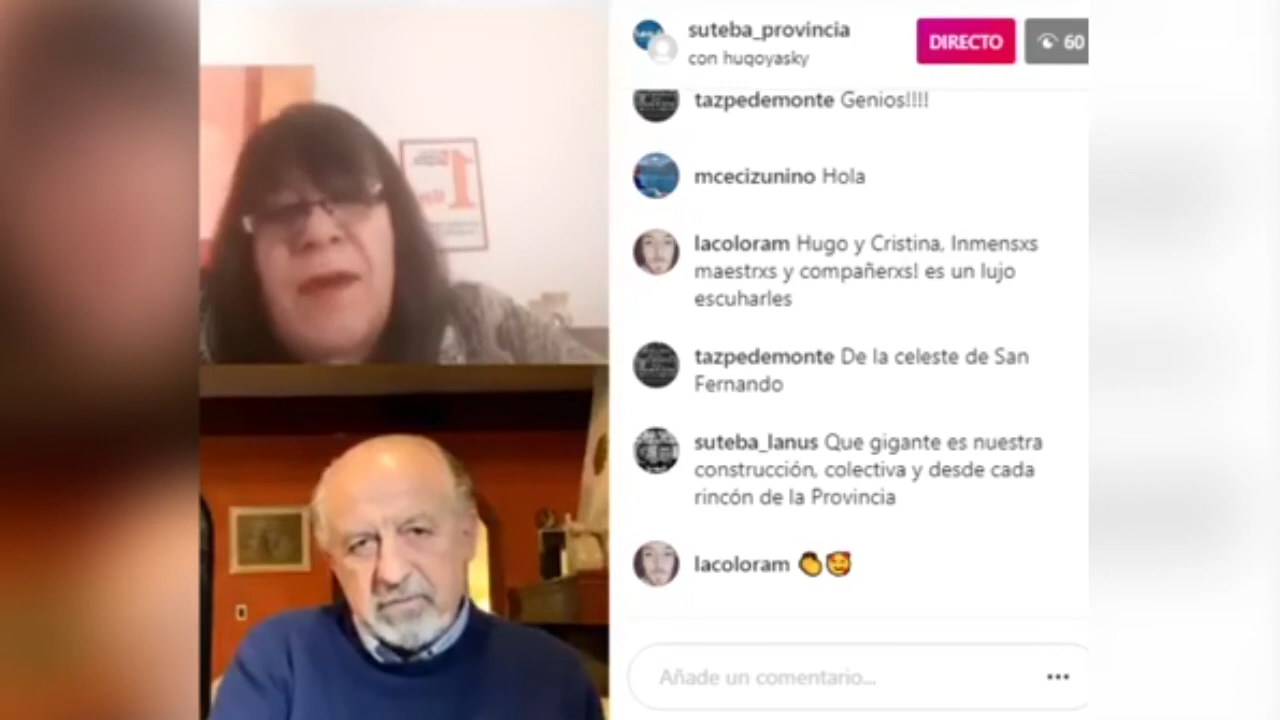 suteba_provincia
con huqoyasky
DIRECTO
60
tazpedemonte Genios!!!!
mcecizunino Hola
lacoloram Hugo y Cristina, Inmensxs
maestrxs y compañerxs! es un lujo
escuharles
tazpedemonte De la celeste de San
Fernando
suteba_lanus Que gigante es nuestra
construcción, colectiva y desde cada
rincón de la Provincia
lacoloram 👏🥰
Añade un comentario...
1